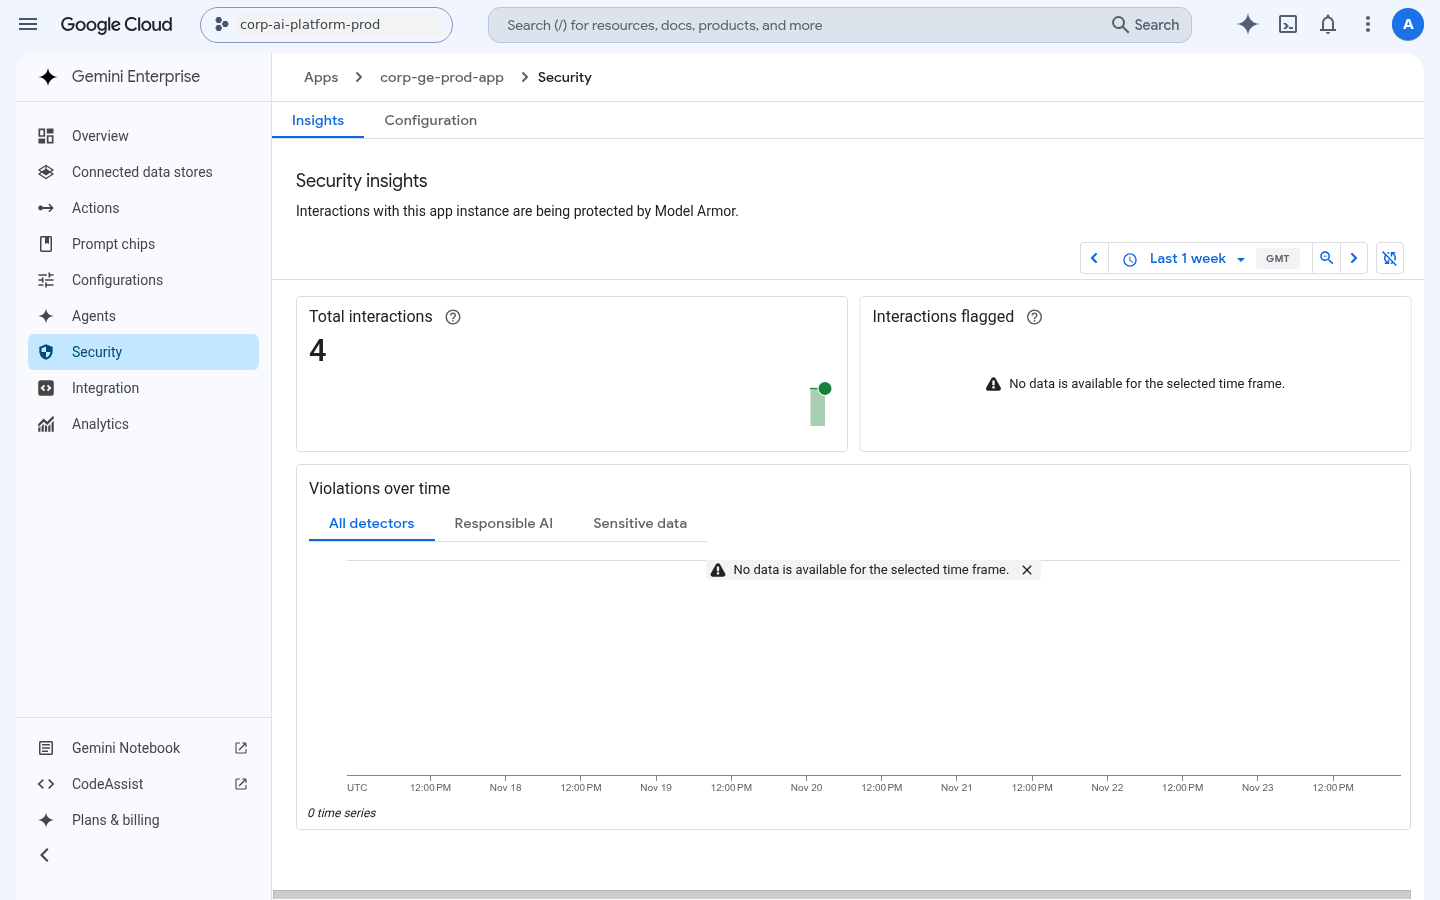 Google Cloud
corp-ai-platform-prod
Search (/) for resources, docs, products, and more
Search
A
Gemini Enterprise
Apps
corp-ge-prod-app
Security
Overview
Connected data stores
Actions
Prompt chips
Configurations
Agents
Security
Integration
Analytics
Gemini Notebook
CodeAssist
Plans & billing
Insights
Configuration
Security insights
Interactions with this app instance are being protected by Model Armor.
Last 1 week
GMT
Total interactions
4
Interactions flagged
No data is available for the selected time frame.
Violations over time
All detectors
Responsible AI
Sensitive data
No data is available for the selected time frame.
UTC
12:00 PM
Nov 18
12:00 PM
Nov 19
12:00 PM
Nov 20
12:00 PM
Nov 21
12:00 PM
Nov 22
12:00 PM
Nov 23
12:00 PM
0 time series